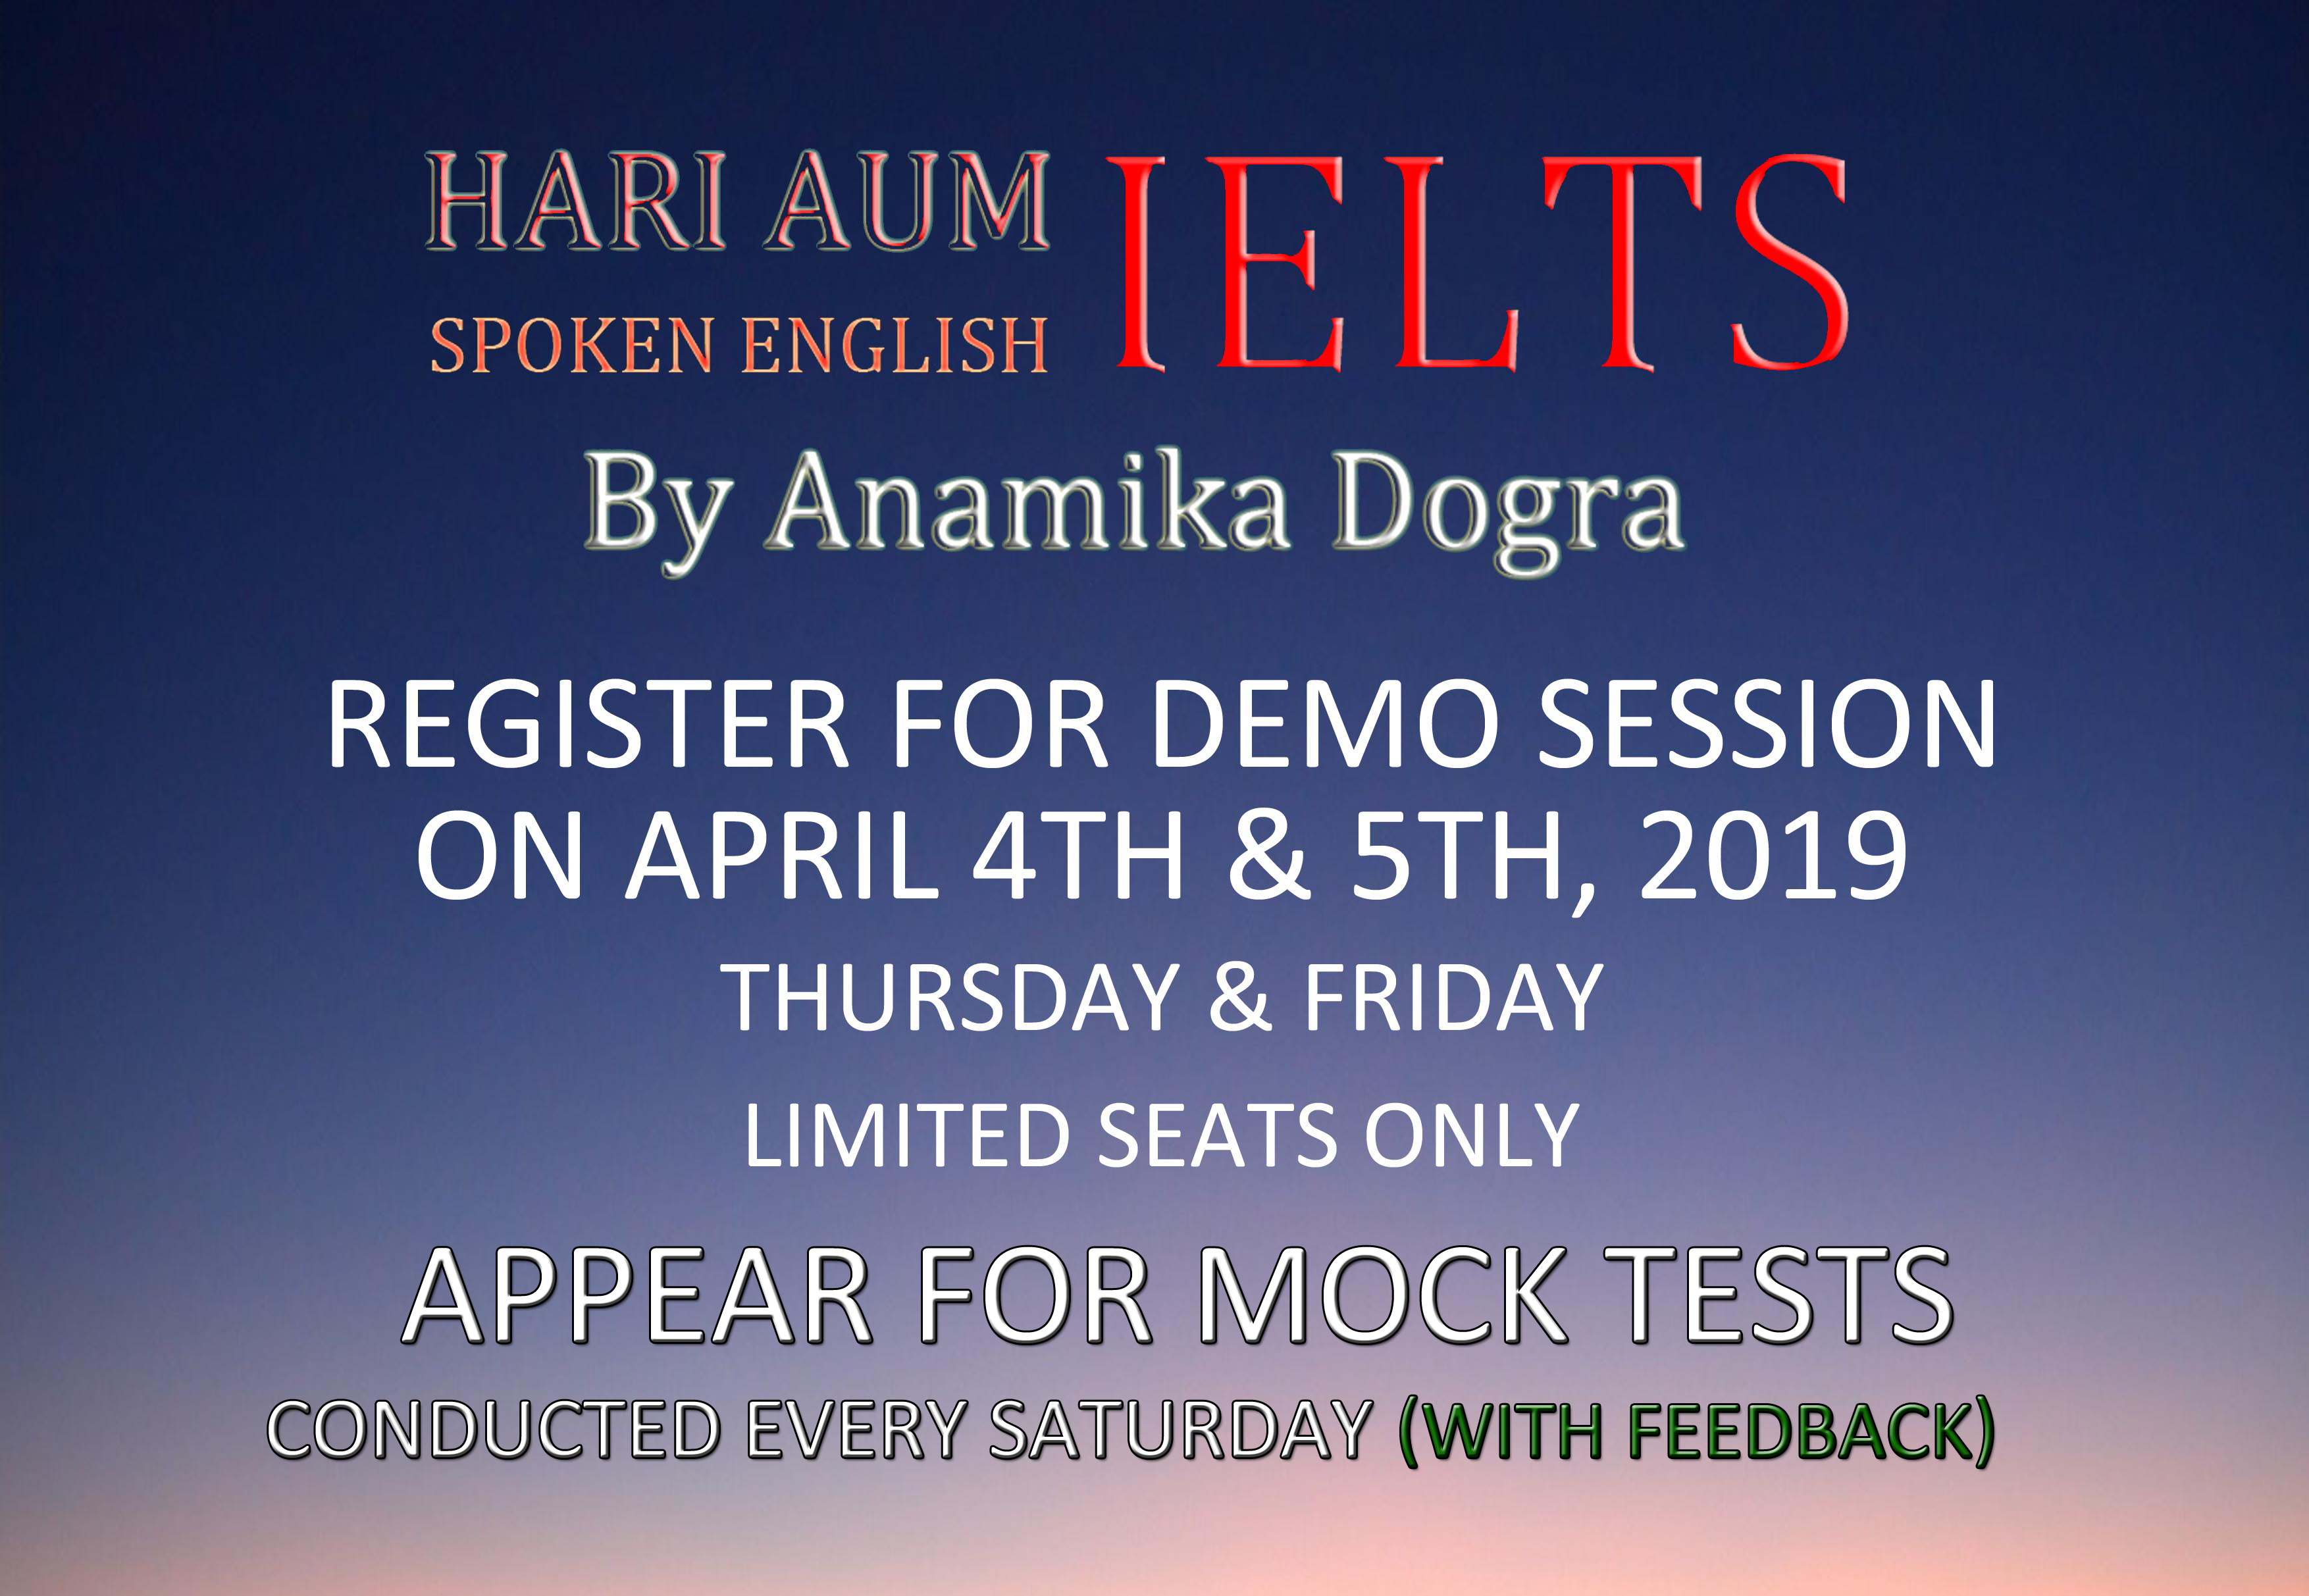 HARI AUM IELTS
SPOKEN ENGLISH
By Anamika Dogra
REGISTER FOR DEMO SESSION
ON APRIL 4TH & 5TH, 2019
THURSDAY & FRIDAY
LIMITED SEATS ONLY
APPEAR FOR MOCK TESTS
CONDUCTED EVERY SATURDAY (WITH FEEDBACK)